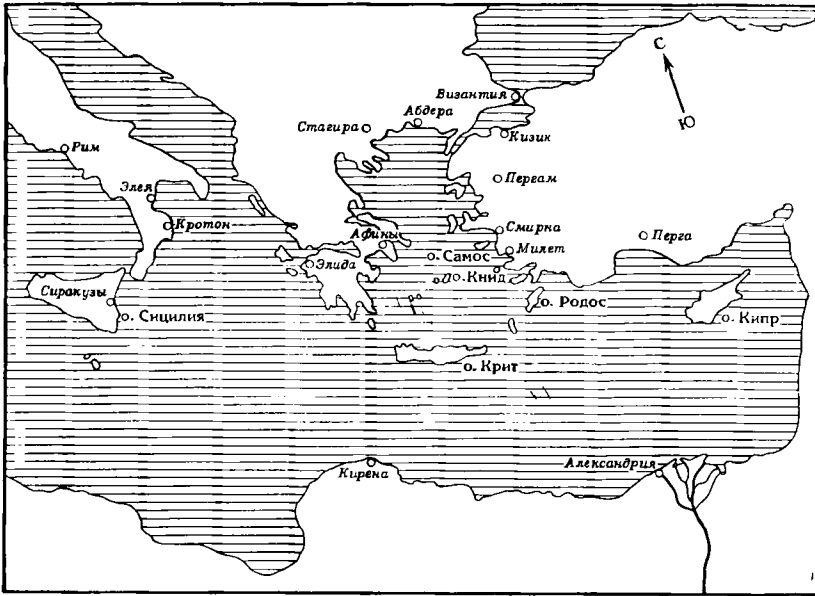 С
Византия
Абдера
Ю
Стагира
Кизик
Рим
Пергам
Элея
Кротон
Смирна
Афины
Перга
Милет
о. Самос
Элида
о. Книд
Сиракузы
о. Родос
о. Сицилия
о. Кипр
о. Крит
Александрия
Кирена